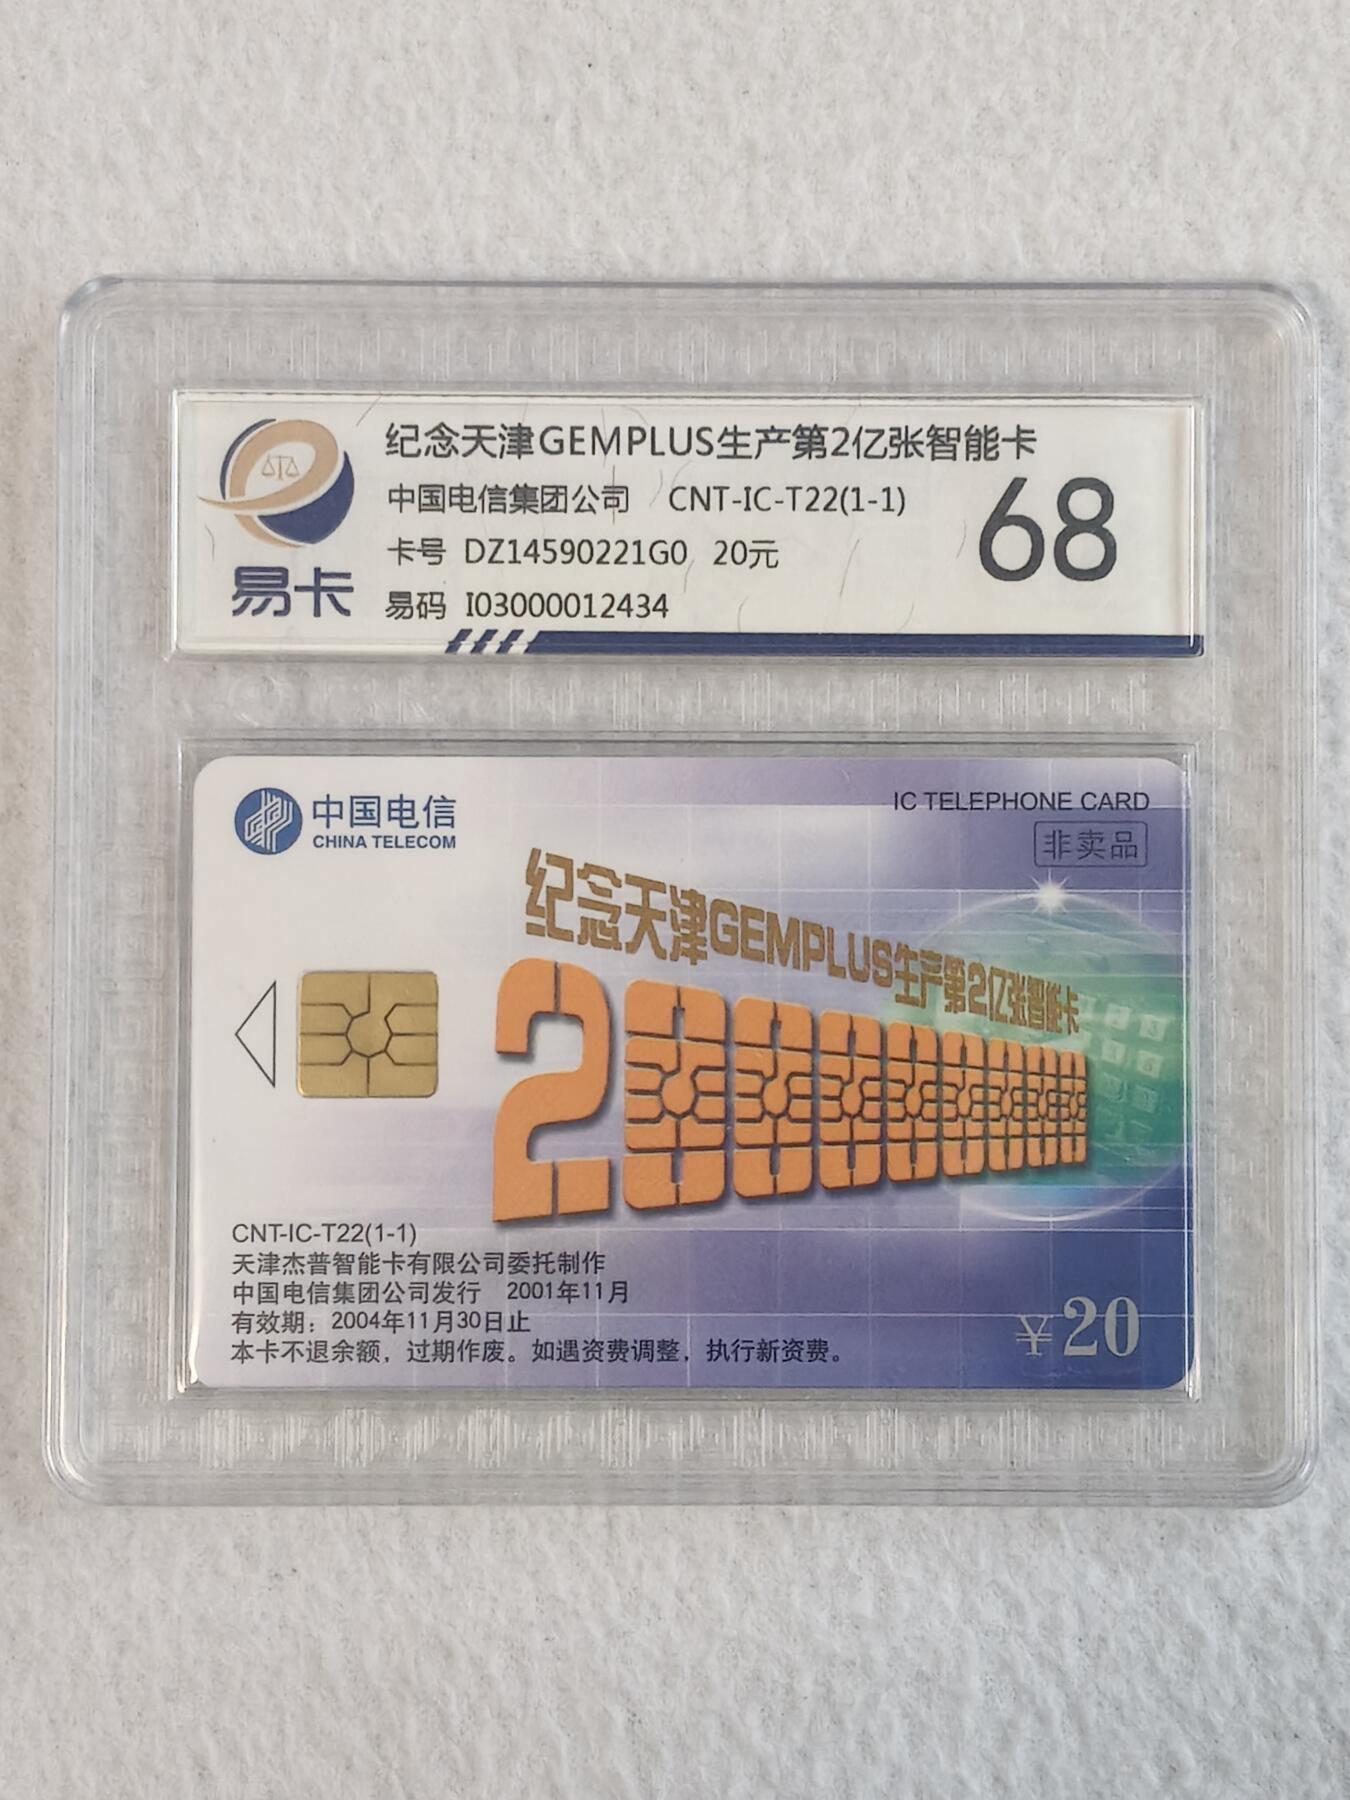 纪念天津GEMPLUS生产第2亿张智能卡
中国电信集团公司 CNT-IC-T22(1-1)
68
卡号 DZ14590221G0 20元
易码 I03000012434
易卡
中国电信
CHINA TELECOM
IC TELEPHONE CARD
非卖品
纪念天津GEMPLUS生产第2亿张智能卡
200000000
CNT-IC-T22(1-1)
天津杰普智能卡有限公司委托制作
中国电信集团公司发行 2001年11月
有效期：2004年11月30日止
本卡不退余额，过期作废。如遇资费调整，执行新资费。
¥20